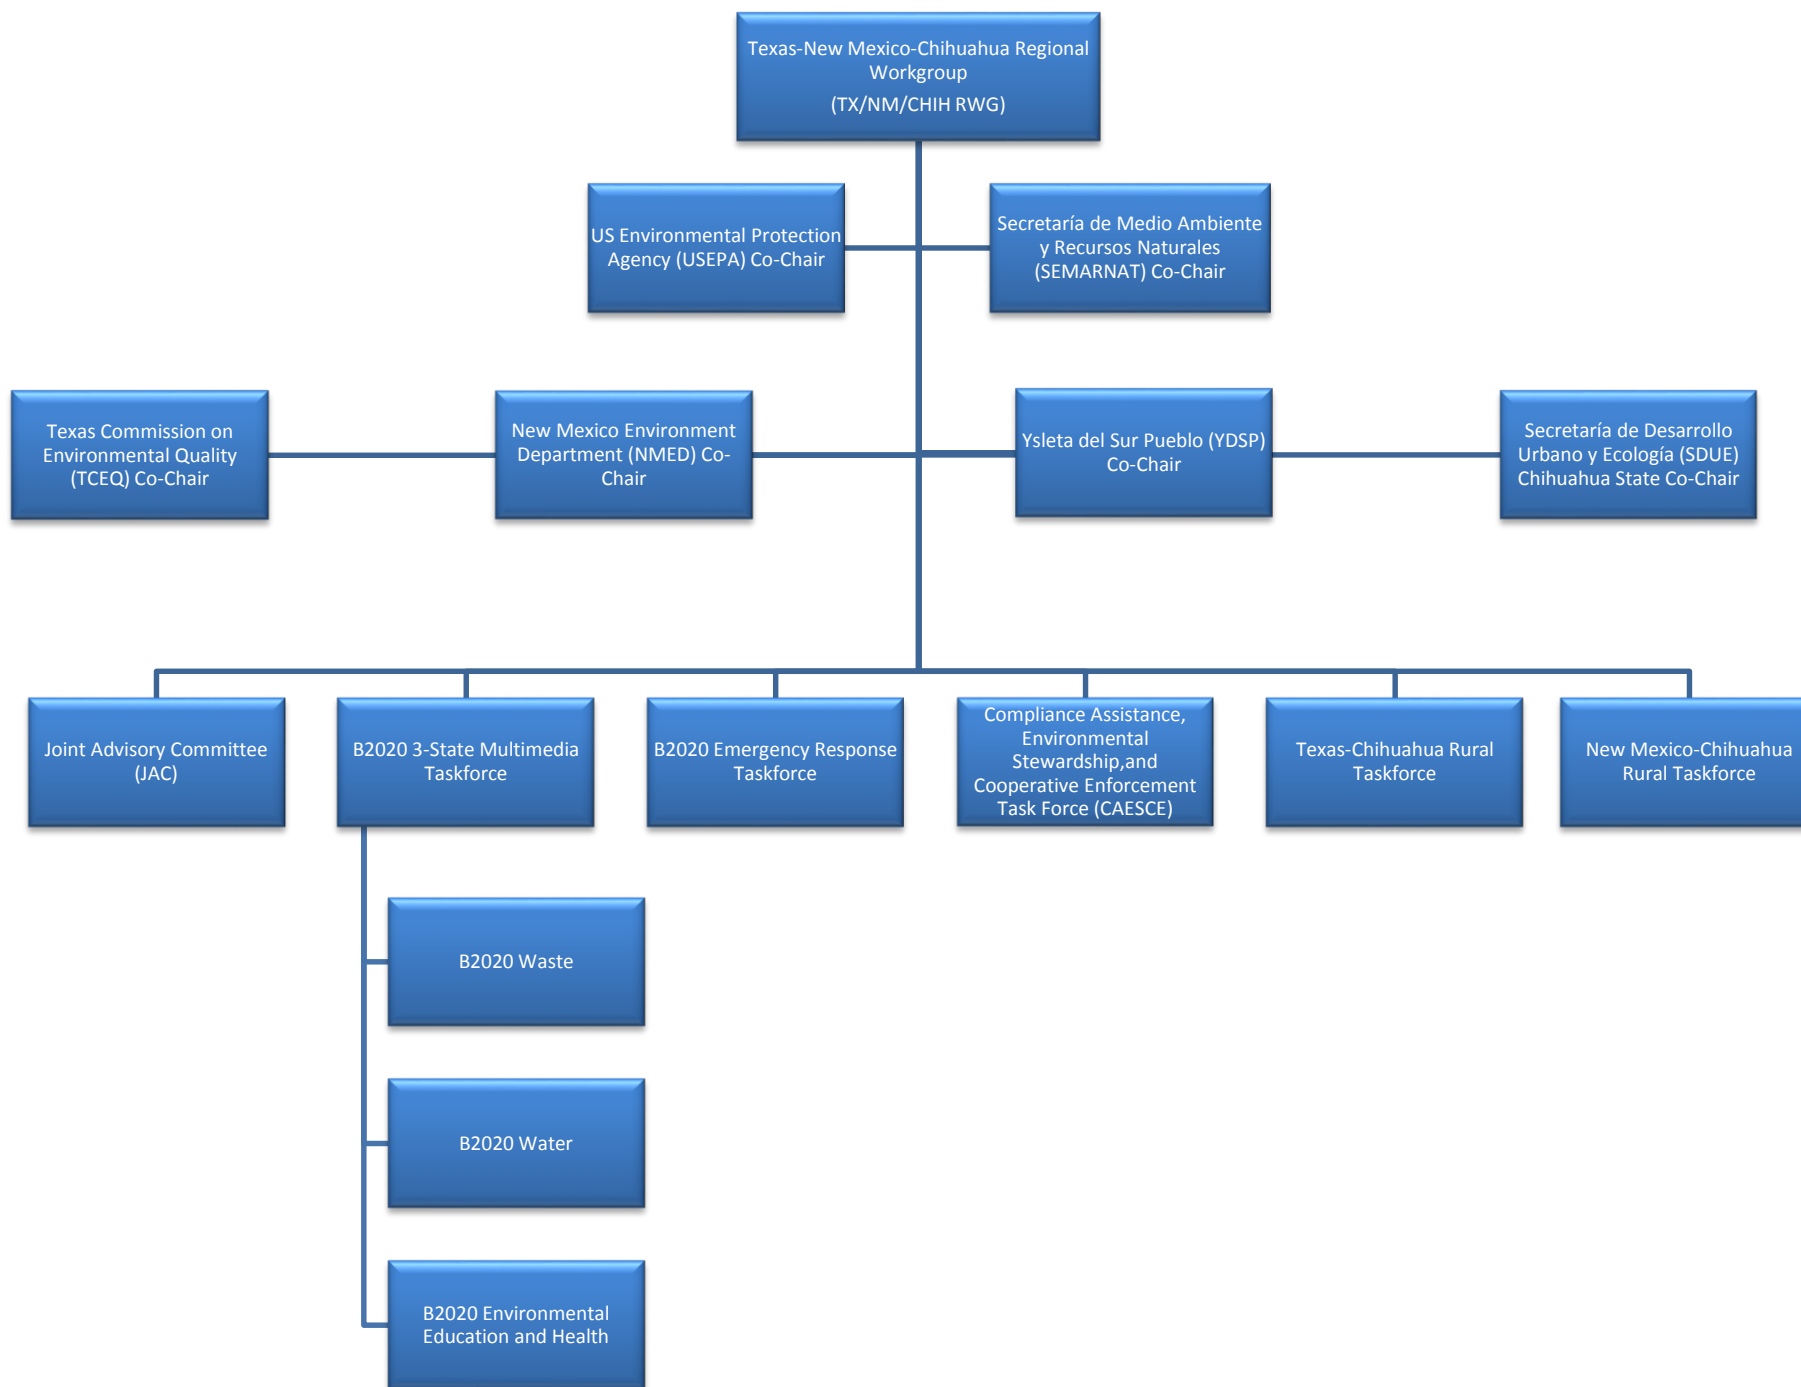 Texas-New Mexico-Chihuahua Regional
Workgroup
(TX/NM/CHIH RWG)
US Environmental Protection
Agency (USEPA) Co-Chair
Secretaría de Medio Ambiente
y Recursos Naturales
(SEMARNAT) Co-Chair
Texas Commission on
Environmental Quality
(TCEQ) Co-Chair
New Mexico Environment
Department (NMED) Co-
Chair
Ysleta del Sur Pueblo (YDSP)
Co-Chair
Secretaría de Desarrollo
Urbano y Ecología (SDUE)
Chihuahua State Co-Chair
Joint Advisory Committee
(JAC)
B2020 3-State Multimedia
Taskforce
B2020 Emergency Response
Taskforce
Compliance Assistance,
Environmental
Stewardship,and
Cooperative Enforcement
Task Force (CAESCE)
Texas-Chihuahua Rural
Taskforce
New Mexico-Chihuahua
Rural Taskforce
B2020 Waste
B2020 Water
B2020 Environmental
Education and Health